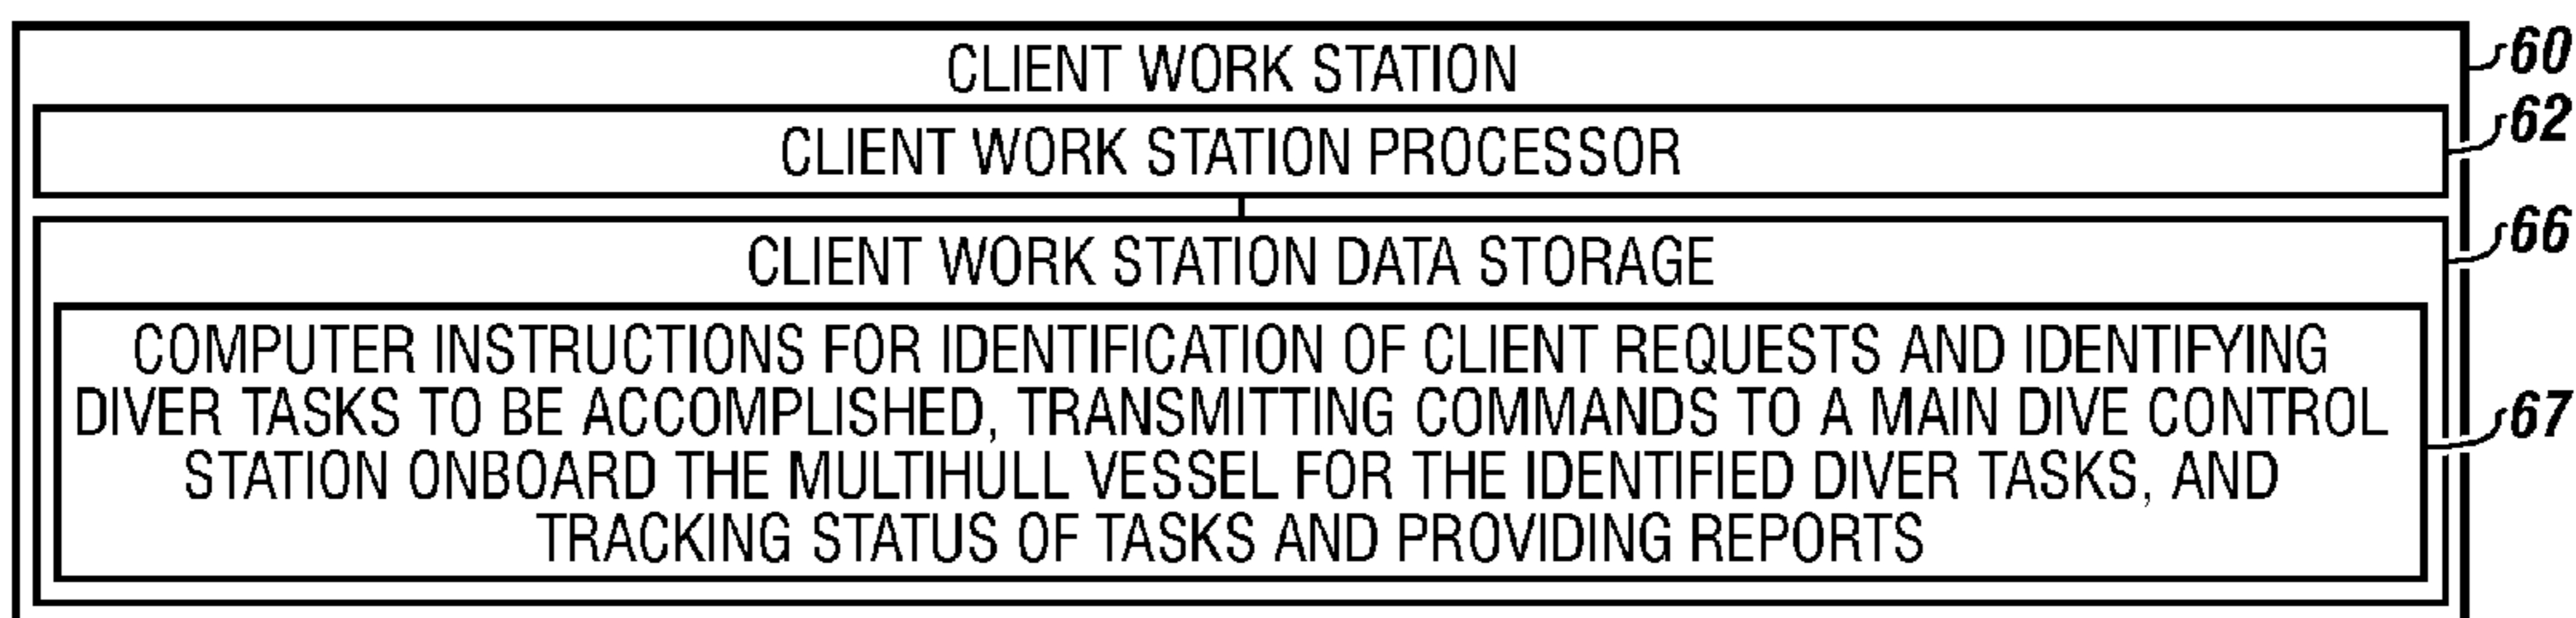 CLIENT WORK STATION
60
CLIENT WORK STATION PROCESSOR
62
CLIENT WORK STATION DATA STORAGE
66
COMPUTER INSTRUCTIONS FOR IDENTIFICATION OF CLIENT REQUESTS AND IDENTIFYING
DIVER TASKS TO BE ACCOMPLISHED, TRANSMITTING COMMANDS TO A MAIN DIVE CONTROL
STATION ONBOARD THE MULTIHULL VESSEL FOR THE IDENTIFIED DIVER TASKS, AND
TRACKING STATUS OF TASKS AND PROVIDING REPORTS
67